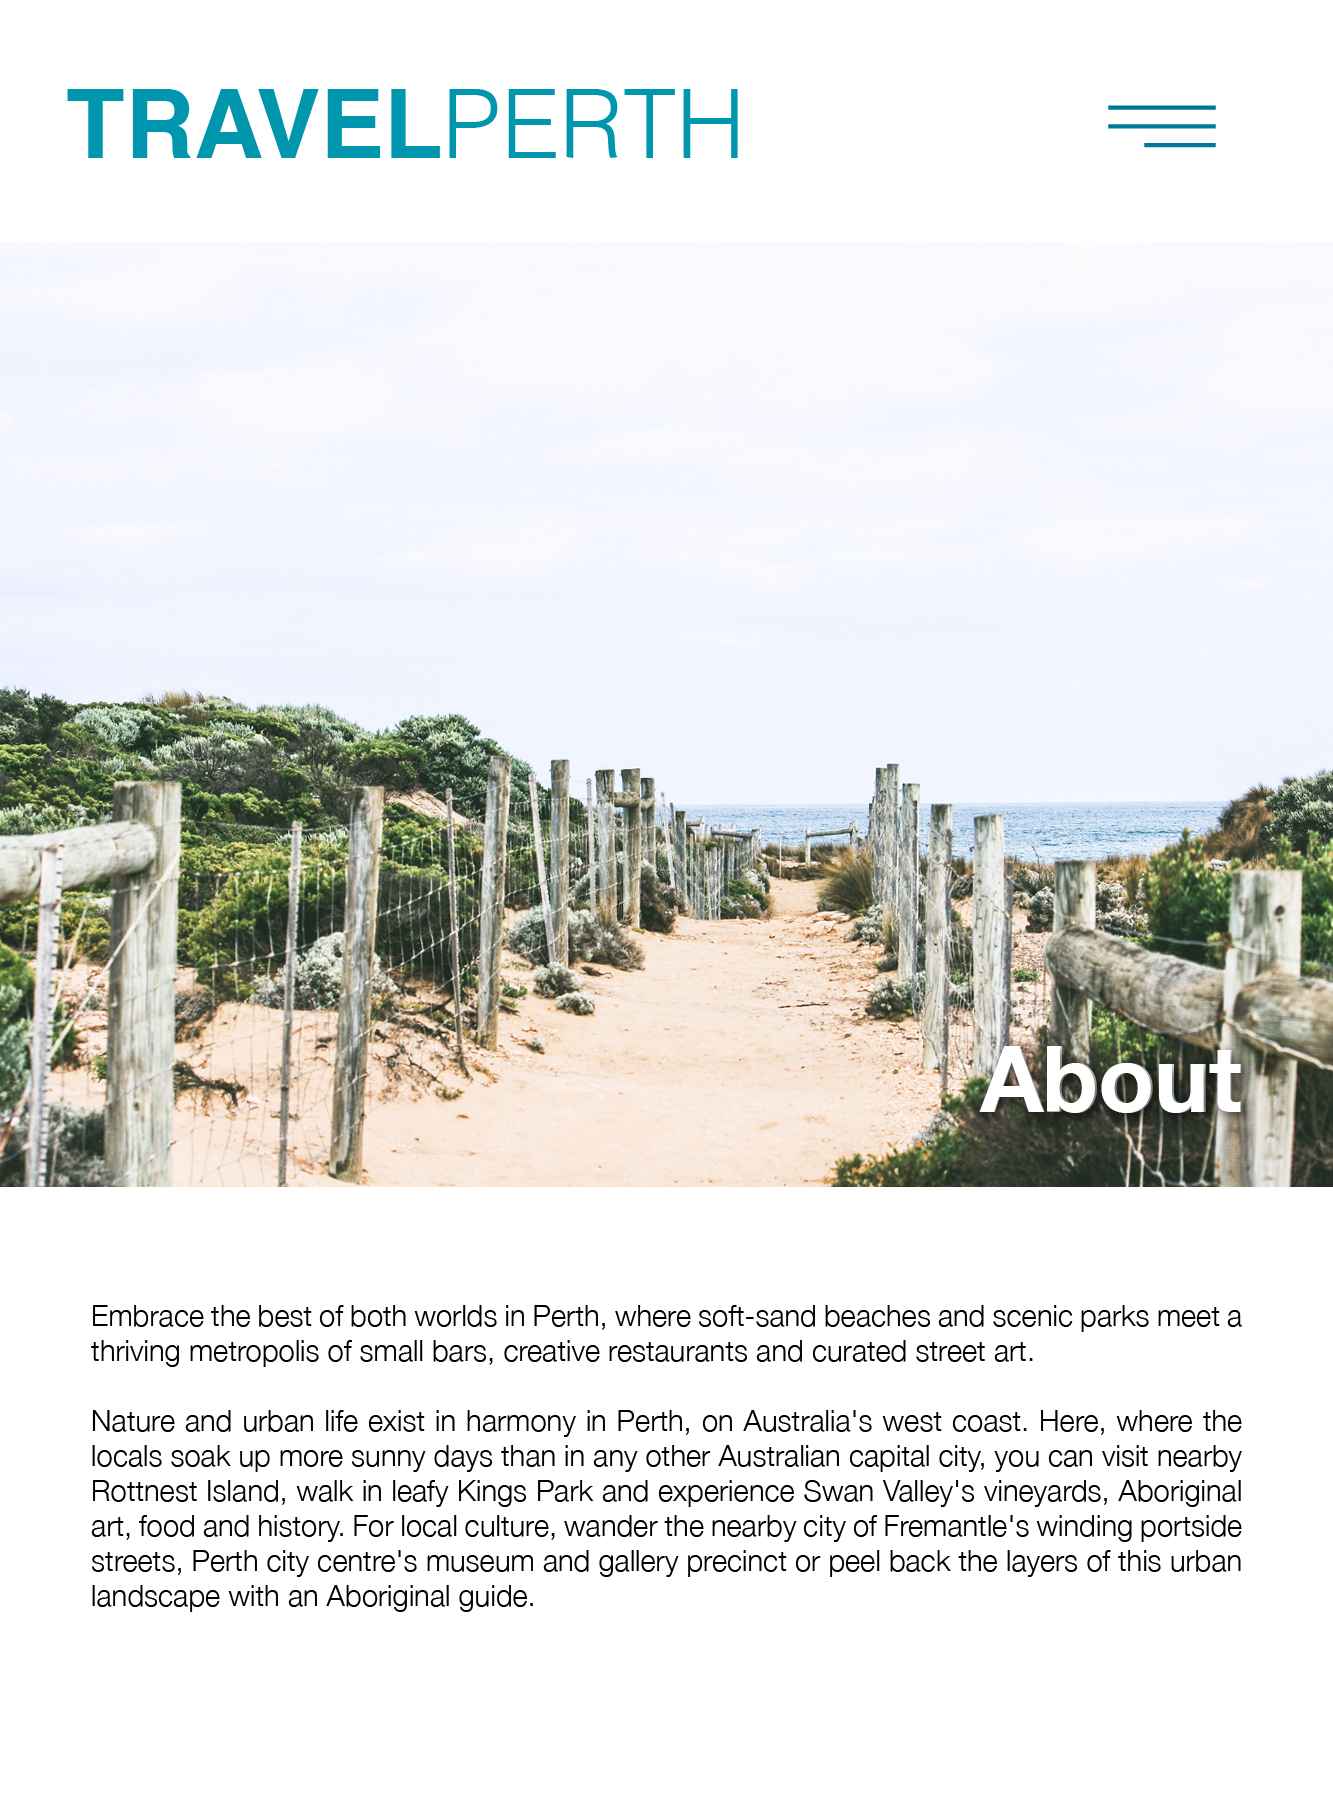 TRAVELPERTH
About
Embrace the best of both worlds in Perth, where soft-sand beaches and scenic parks meet a
thriving metropolis of small bars, creative restaurants and curated street art.
Nature and urban life exist in harmony in Perth, on Australia's west coast. Here, where the
locals soak up more sunny days than in any other Australian capital city, you can visit nearby
Rottnest Island, walk in leafy Kings Park and experience Swan Valley's vineyards, Aboriginal
art, food and history. For local culture, wander the nearby city of Fremantle's winding portside
streets, Perth city centre's museum and gallery precinct or peel back the layers of this urban
landscape with an Aboriginal guide.